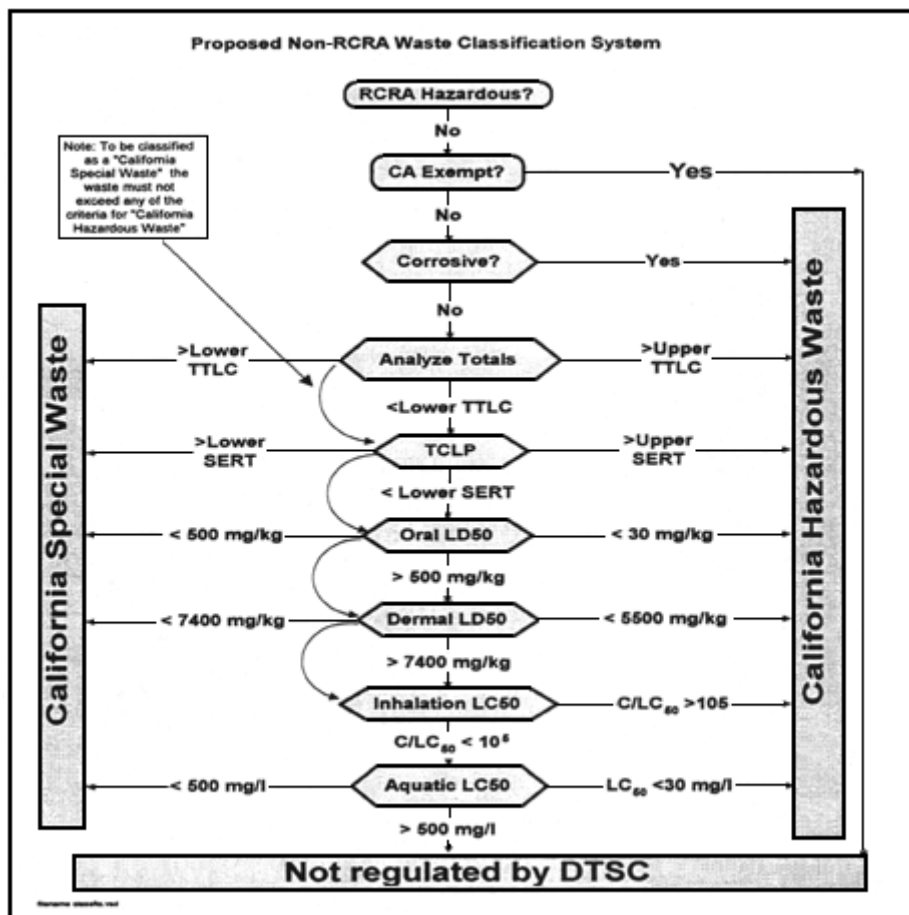 Proposed Non-RCRA Waste Classification System
RCRA Hazardous?
No
Note: To be classified
as a "California
Special Waste" the
waste must not
exceed any of the
criteria for "California
Hazardous Waste"
CA Exempt?
Yes
No
Corrosive?
Yes
No
>Lower
TTLC
Analyze Totals
>Upper
TTLC
<Lower TTLC
>Lower
SERT
TCLP
>Upper
SERT
< Lower SERT
< 500 mg/kg
Oral LD50
< 30 mg/kg
> 500 mg/kg
< 7400 mg/kg
Dermal LD50
< 5500 mg/kg
> 7400 mg/kg
Inhalation LC50
C/LC50 >105
C/LC50 < 10⁵
< 500 mg/l
Aquatic LC50
LC50 <30 mg/l
> 500 mg/l
California Special Waste
California Hazardous Waste
Not regulated by DTSC